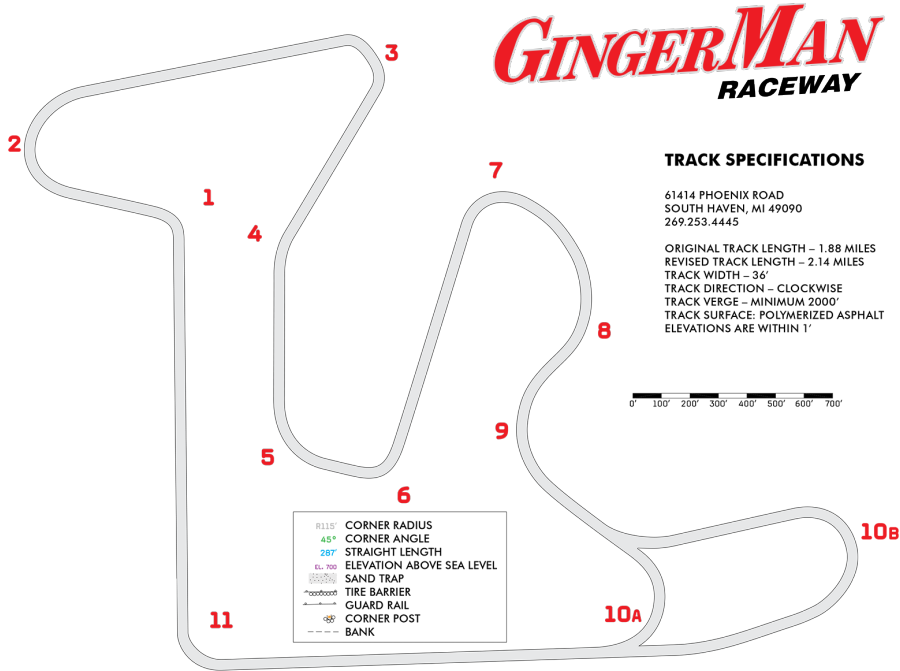 GINGERMAN
RACEWAY
3
2
TRACK SPECIFICATIONS
7
61414 PHOENIX ROAD
SOUTH HAVEN, MI 49090
269.253.4445
1
4
ORIGINAL TRACK LENGTH – 1.88 MILES
REVISED TRACK LENGTH – 2.14 MILES
TRACK WIDTH – 36'
TRACK DIRECTION – CLOCKWISE
TRACK VERGE – MINIMUM 2000'
TRACK SURFACE: POLYMERIZED ASPHALT
ELEVATIONS ARE WITHIN 1'
8
0' 100' 200' 300' 400' 500' 600' 700'
9
5
6
R115' CORNER RADIUS
45° CORNER ANGLE
287' STRAIGHT LENGTH
EL. 700 ELEVATION ABOVE SEA LEVEL
SAND TRAP
TIRE BARRIER
GUARD RAIL
CORNER POST
BANK
10B
10A
11